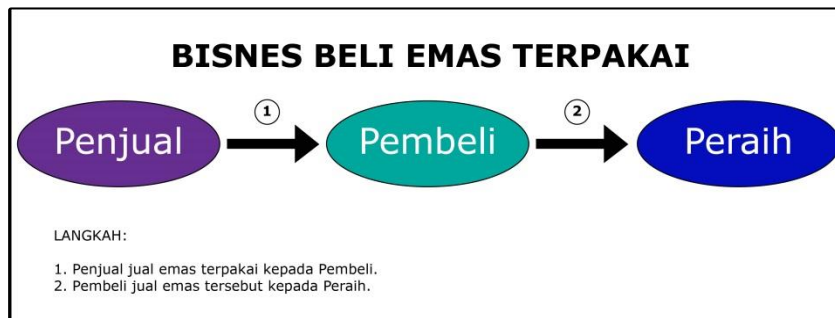 BISNES BELI EMAS TERPAKAI
1
2
Penjual
Pembeli
Peraih
LANGKAH:
1. Penjual jual emas terpakai kepada Pembeli.
2. Pembeli jual emas tersebut kepada Peraih.